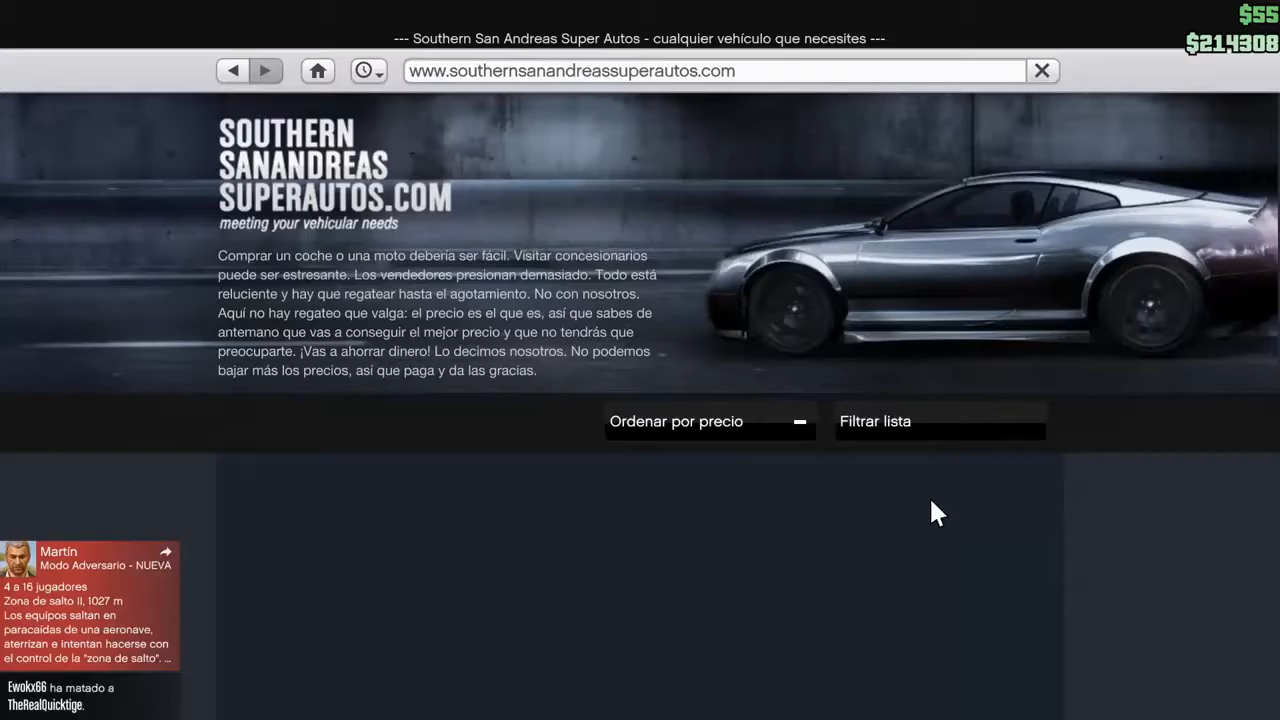 $55
$214308
--- Southern San Andreas Super Autos - cualquier vehículo que necesites ---
www.southernsanandreassuperautos.com
SOUTHERN
SANANDREAS
SUPERAUTOS.COM
meeting your vehicular needs
Comprar un coche o una moto debería ser fácil. Visitar concesionarios
puede ser estresante. Los vendedores presionan demasiado. Todo está
reluciente y hay que regatear hasta el agotamiento. No con nosotros.
Aquí no hay regateo que valga: el precio es el que es, así que sabes de
antemano que vas a conseguir el mejor precio y que no tendrás que
preocuparte. ¡Vas a ahorrar dinero! Lo decimos nosotros. No podemos
bajar más los precios, así que paga y da las gracias.
Ordenar por precio
Filtrar lista
Martín
Modo Adversario - NUEVA
4 a 16 jugadores
Zona de salto II, 1027 m
Los equipos saltan en
paracaídas de una aeronave,
aterrizan e intentan hacerse con
el control de la "zona de salto". ...
Ewokx66 ha matado a
TheRealQuicktige.